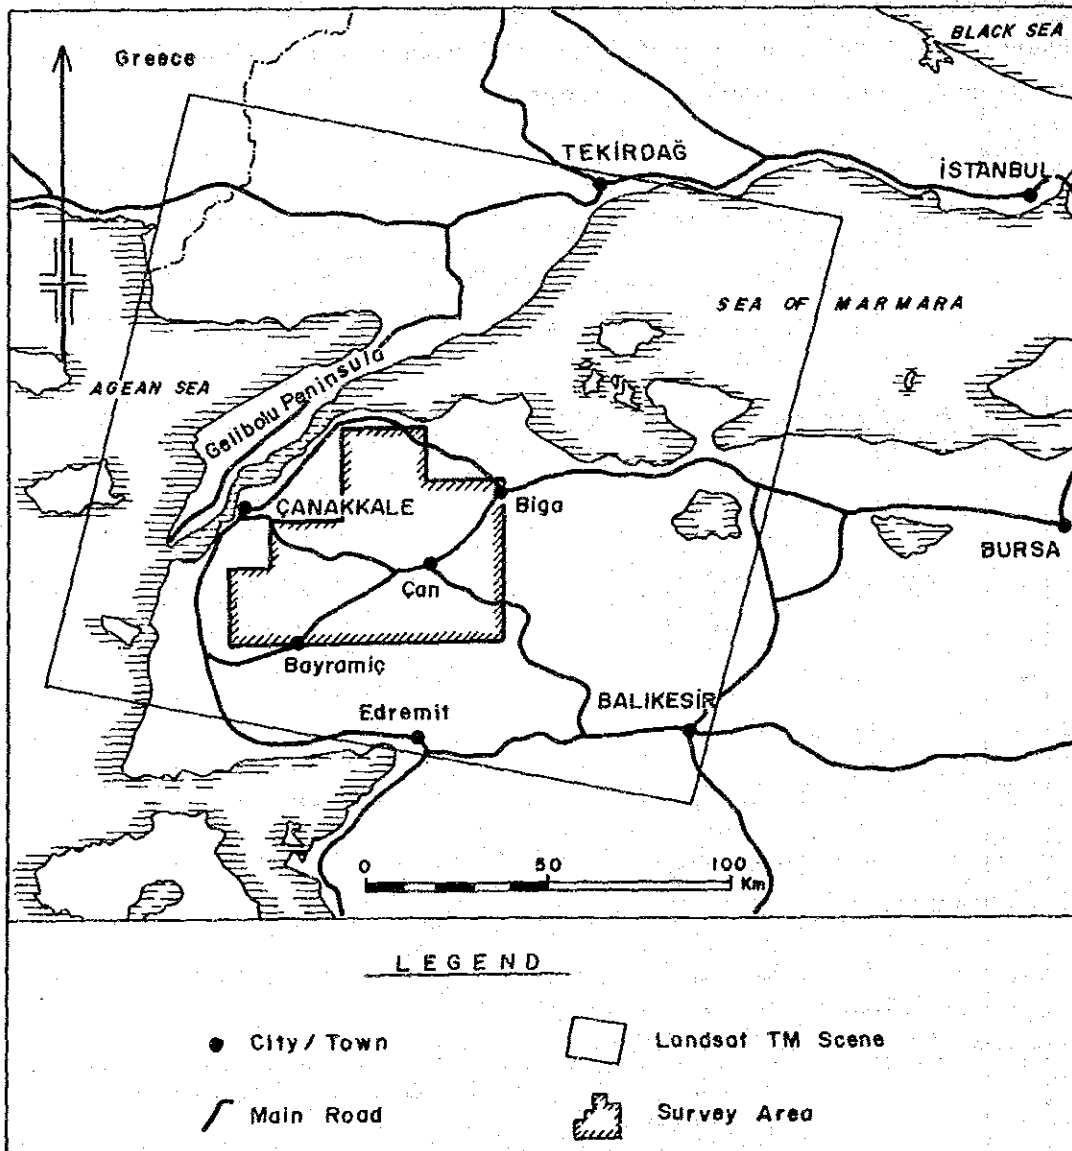 BLACK SEA
Greece
TEKİRDAĞ
İSTANBUL
SEA OF MARMARA
AGEAN SEA
Gelibolu Peninsula
ÇANAKKALE
Biga
BURSA
Çan
Bayramiç
Edremit
BALIKESİR
0 50 100
Km
LEGEND
City / Town
Landsat TM Scene
Main Road
Survey Area